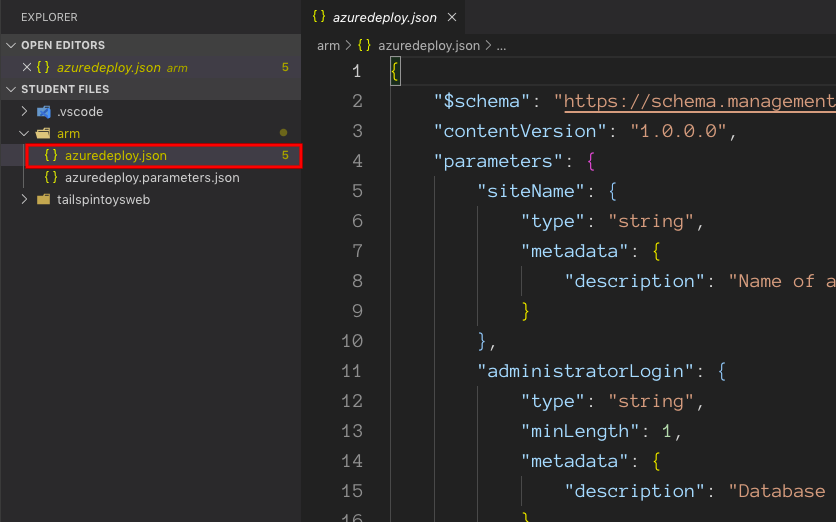 EXPLORER
OPEN EDITORS
{} azuredeploy.json arm 5
STUDENT FILES
.vscode
arm
{} azuredeploy.json 5
{} azuredeploy.parameters.json
tailspintoysweb
{} azuredeploy.json ×
arm > {} azuredeploy.json > ...
1 {
2 "$schema": "https://schema.management
3 "contentVersion": "1.0.0.0",
4 "parameters": {
5 "siteName": {
6 "type": "string",
7 "metadata": {
8 "description": "Name of a
9 }
10 },
11 "administratorLogin": {
12 "type": "string",
13 "minLength": 1,
14 "metadata": {
15 "description": "Database
16 }